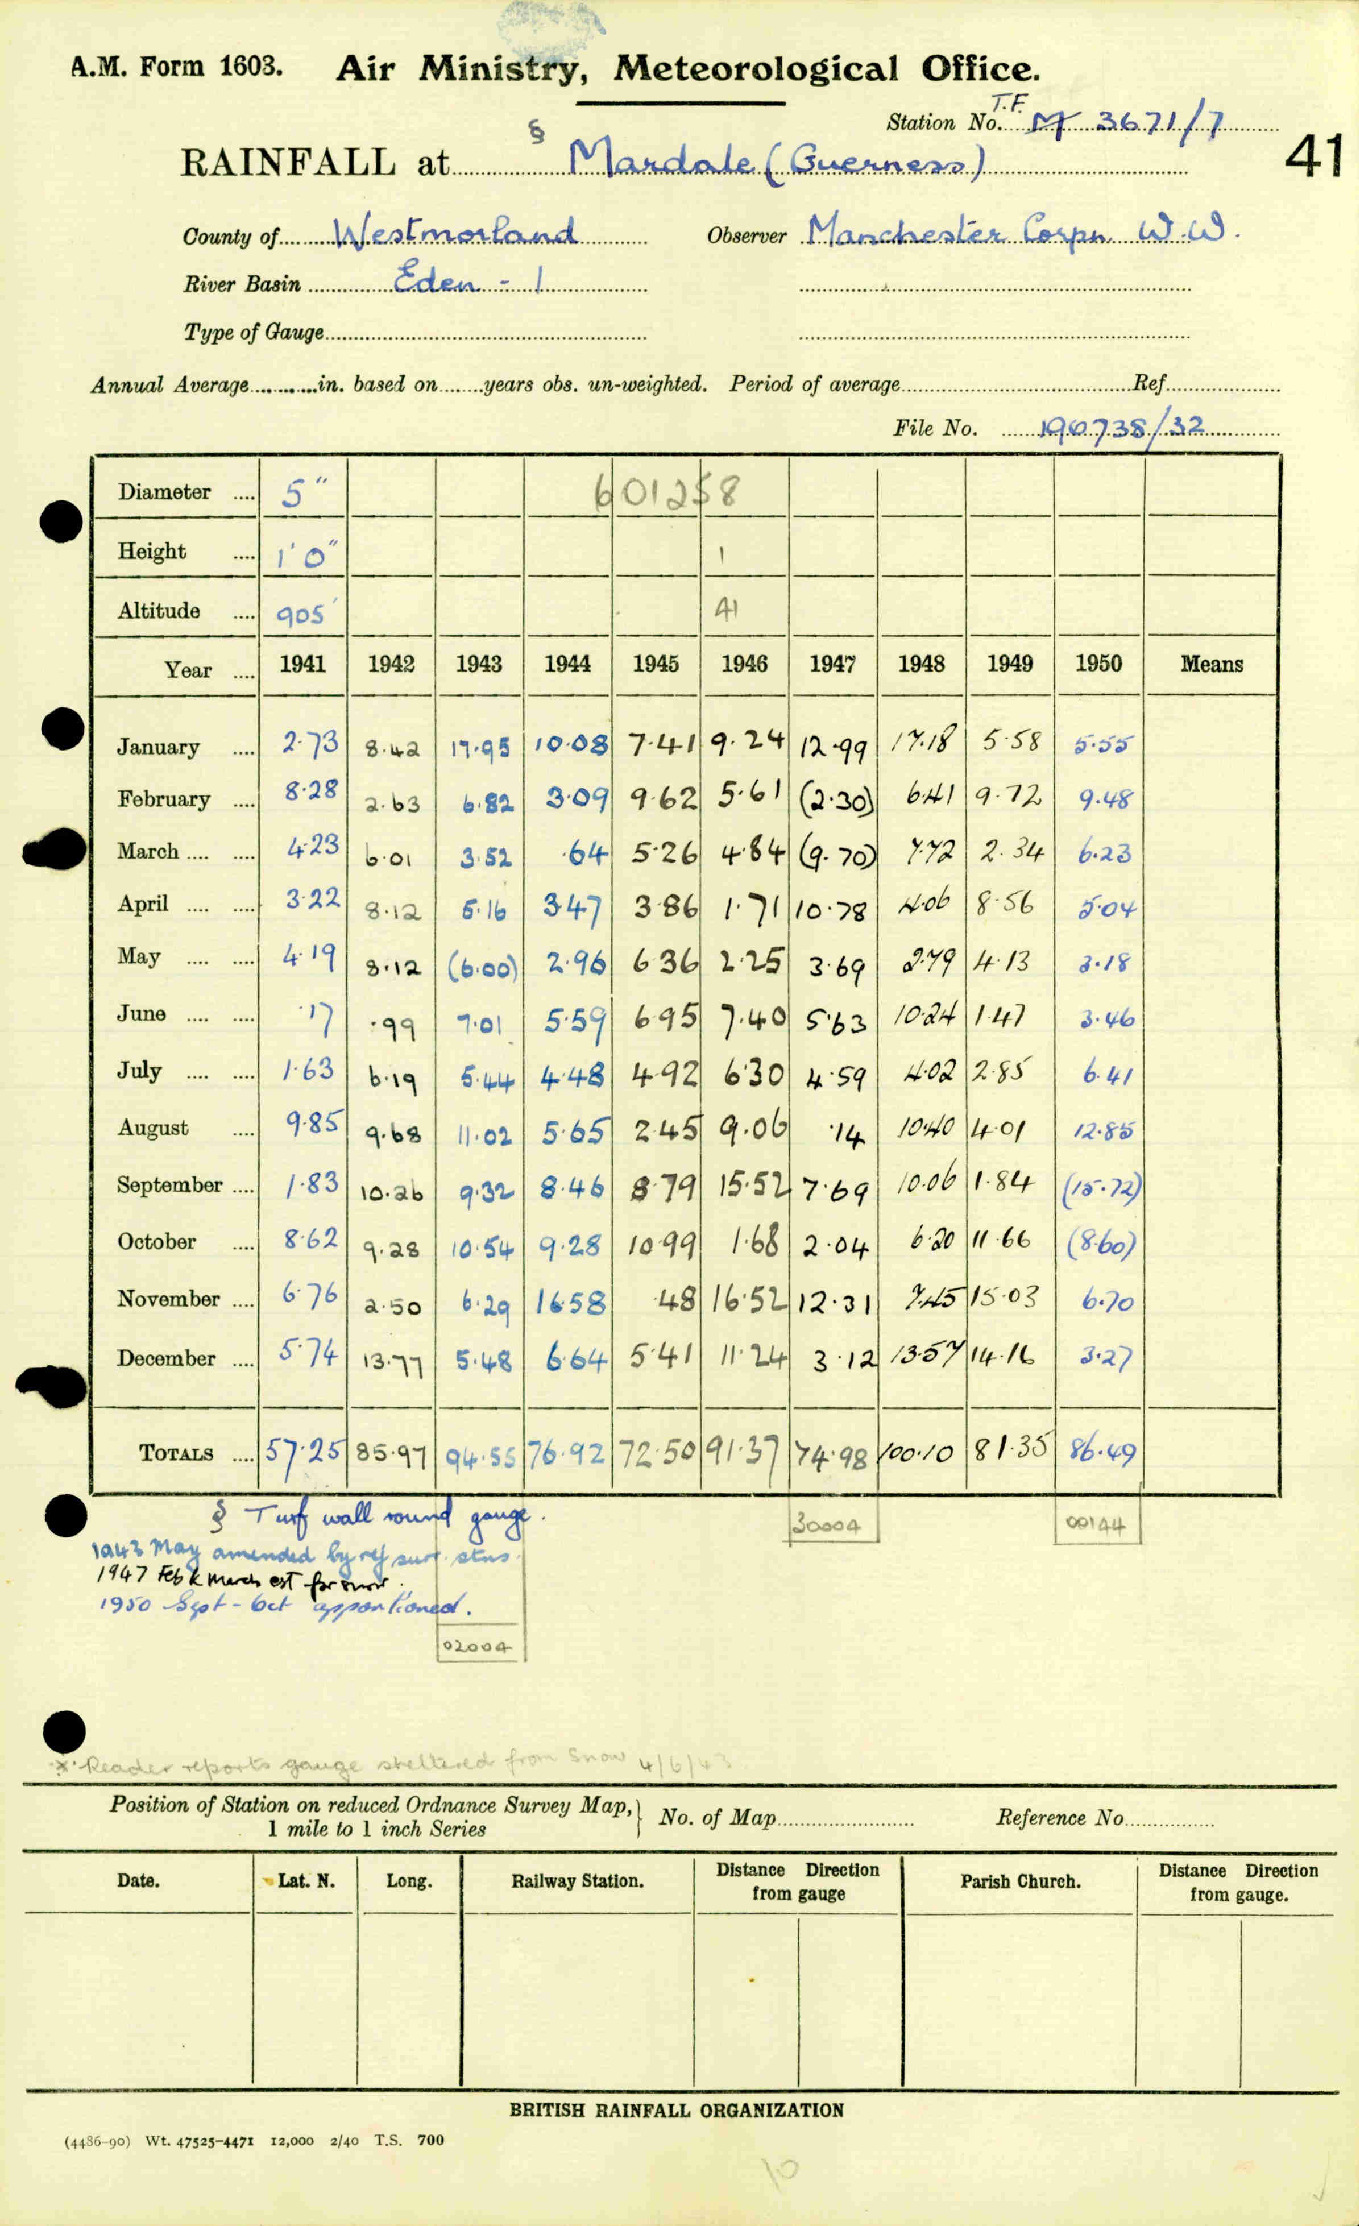 A.M. Form 1603. Air Ministry, Meteorological Office.
Station No. T.F. M 3671/7
RAINFALL at § Mardale (Guerness) 41
County of Westmorland Observer Manchester Corpn. W.W.
River Basin Eden - 1
Type of Gauge
Annual Average in. based on years obs. un-weighted. Period of average Ref
File No. 190738/32
Diameter 5" 601258
Height 1'0" 1
Altitude 905' 41
Year 1941 1942 1943 1944 1945 1946 1947 1948 1949 1950 Means
January 2.73 8.42 17.95 10.08 7.41 9.24 12.99 17.18 5.58 5.55
February 8.28 2.63 6.82 3.09 9.62 5.61 (2.30) 6.41 9.72 9.48
March 4.23 6.01 3.52 .64 5.26 4.84 (9.70) 7.72 2.34 6.23
April 3.22 8.12 5.16 3.47 3.86 1.71 10.78 4.06 8.56 5.04
May 4.19 8.12 (6.00) 2.96 6.36 2.25 3.69 2.79 4.13 3.18
June .17 .99 7.01 5.59 6.95 7.40 5.63 10.24 1.47 3.46
July 1.63 6.19 5.44 4.48 4.92 6.30 4.59 4.02 2.85 6.41
August 9.85 9.68 11.02 5.65 2.45 9.06 .14 10.40 4.01 12.85
September 1.83 10.26 9.32 8.46 8.79 15.52 7.69 10.06 1.84 (15.72)
October 8.62 9.28 10.54 9.28 10.99 1.68 2.04 6.20 11.66 (8.60)
November 6.76 2.50 6.29 16.58 .48 16.52 12.31 7.45 15.03 6.70
December 5.74 13.77 5.48 6.64 5.41 11.24 3.12 13.57 14.16 3.27
TOTALS 57.25 85.97 94.55 76.92 72.50 91.37 74.98 100.10 81.35 86.49
§ Turf wall round gauge.
30004 00144
1943 May amended by ref surr. stns.
1947 Feb & March est for snow.
1950 Sept - Oct apportioned.
02004
* Reader reports gauge sheltered from snow 4/6/43
Position of Station on reduced Ordnance Survey Map,} No. of Map Reference No.
1 mile to 1 inch Series
Date. Lat. N. Long. Railway Station. Distance Direction from gauge Parish Church. Distance Direction from gauge.
BRITISH RAINFALL ORGANIZATION
(4486-90) Wt. 47525-4471 12,000 2/40 T.S. 700
10